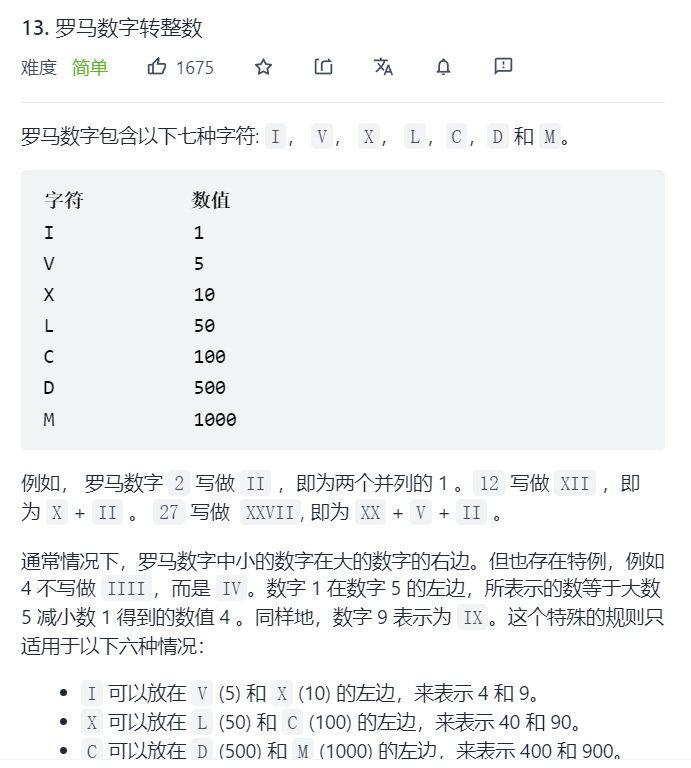 13. 罗马数字转整数
难度 简单 1675
罗马数字包含以下七种字符: I， V， X， L，C，D 和 M。
字符 数值
I 1
V 5
X 10
L 50
C 100
D 500
M 1000
例如， 罗马数字 2 写做 II ，即为两个并列的 1 。12 写做 XII ，即
为 X + II 。 27 写做 XXVII, 即为 XX + V + II 。
通常情况下，罗马数字中小的数字在大的数字的右边。但也存在特例，例如
4 不写做 IIII，而是 IV。数字 1 在数字 5 的左边，所表示的数等于大数
5 减小数 1 得到的数值 4 。同样地，数字 9 表示为 IX。这个特殊的规则只
适用于以下六种情况：
• I 可以放在 V (5) 和 X (10) 的左边，来表示 4 和 9。
• X 可以放在 L (50) 和 C (100) 的左边，来表示 40 和 90。
• C 可以放在 D (500) 和 M (1000) 的左边，来表示 400 和 900。